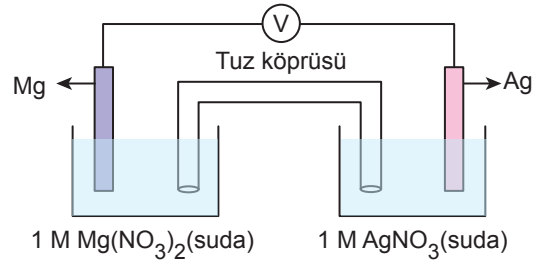 V
Tuz köprüsü
Mg
Ag
1 M Mg(NO3)2(suda)
1 M AgNO3(suda)